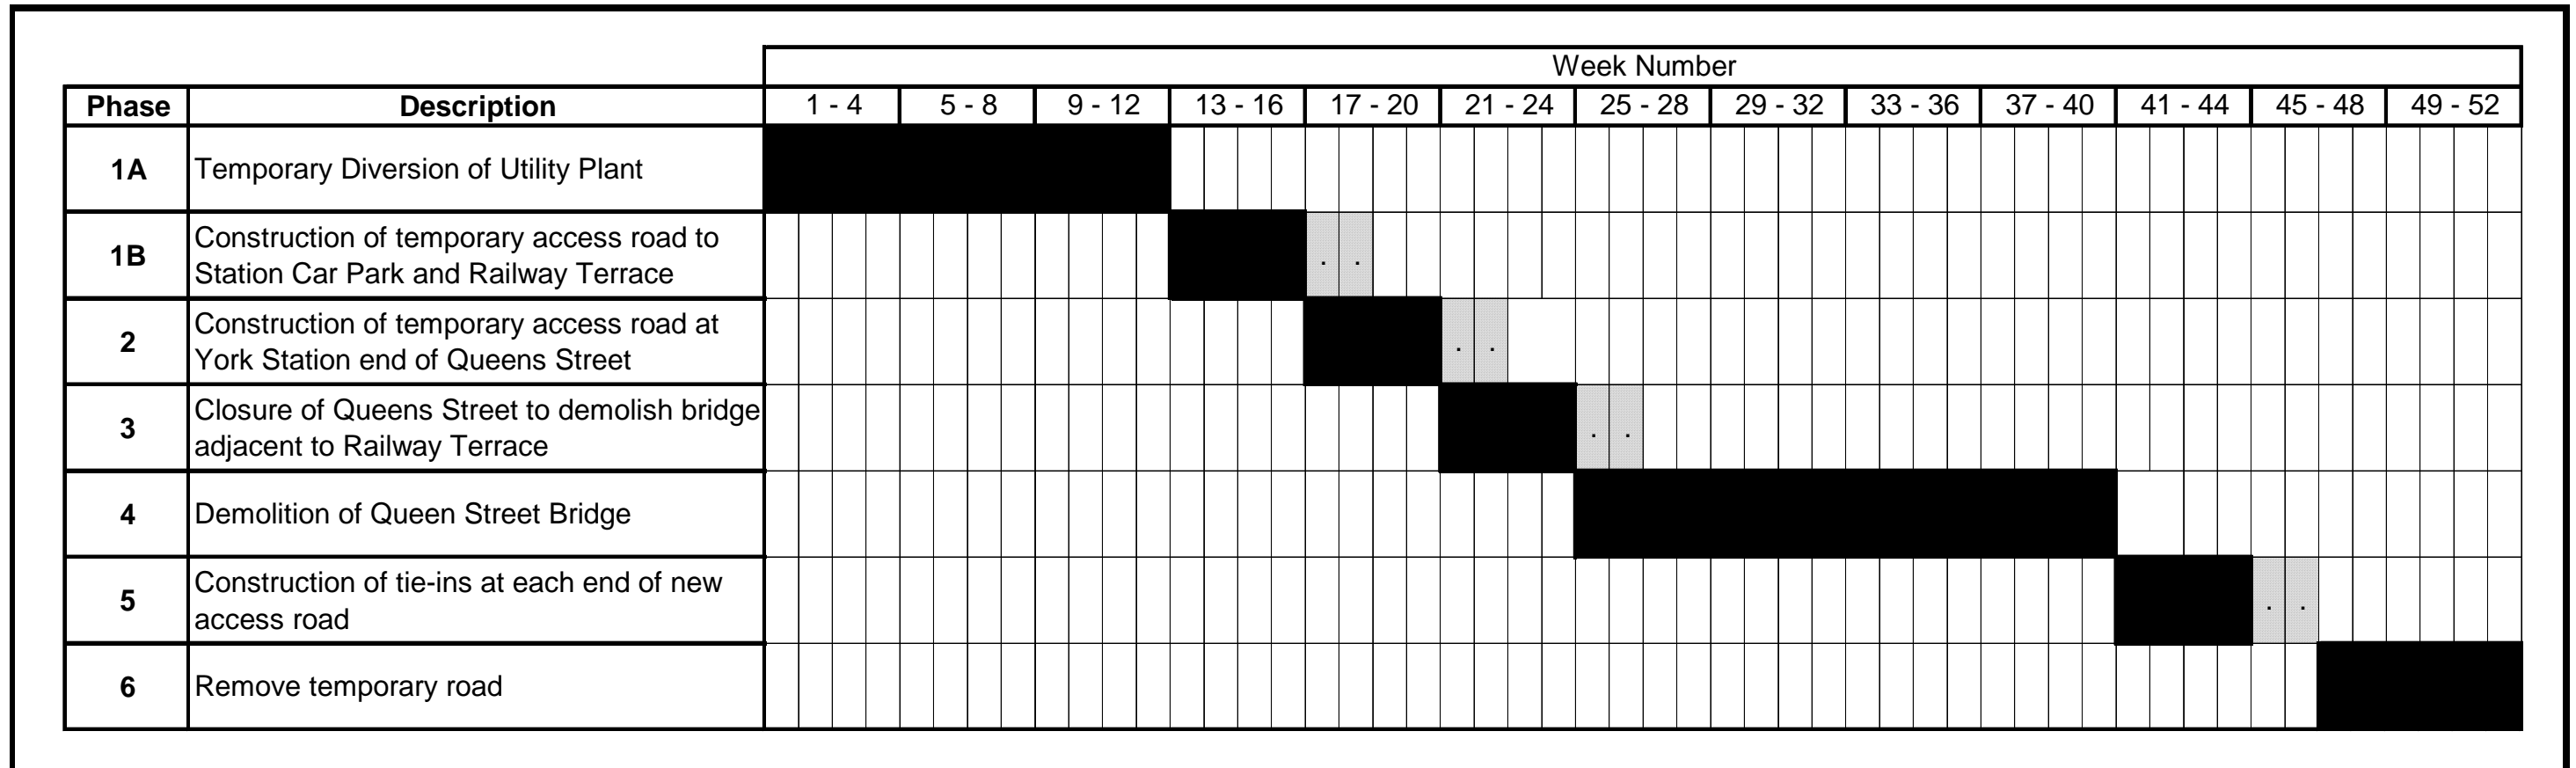 Week Number
Phase Description 1 - 4 5 - 8 9 - 12 13 - 16 17 - 20 21 - 24 25 - 28 29 - 32 33 - 36 37 - 40 41 - 44 45 - 48 49 - 52
1A Temporary Diversion of Utility Plant
Construction of temporary access road to
1B
Station Car Park and Railway Terrace
. .
Construction of temporary access road at
2
York Station end of Queens Street
. .
Closure of Queens Street to demolish bridge
3
adjacent to Railway Terrace
. .
4 Demolition of Queen Street Bridge
Construction of tie-ins at each end of new
5
access road
. .
6 Remove temporary road